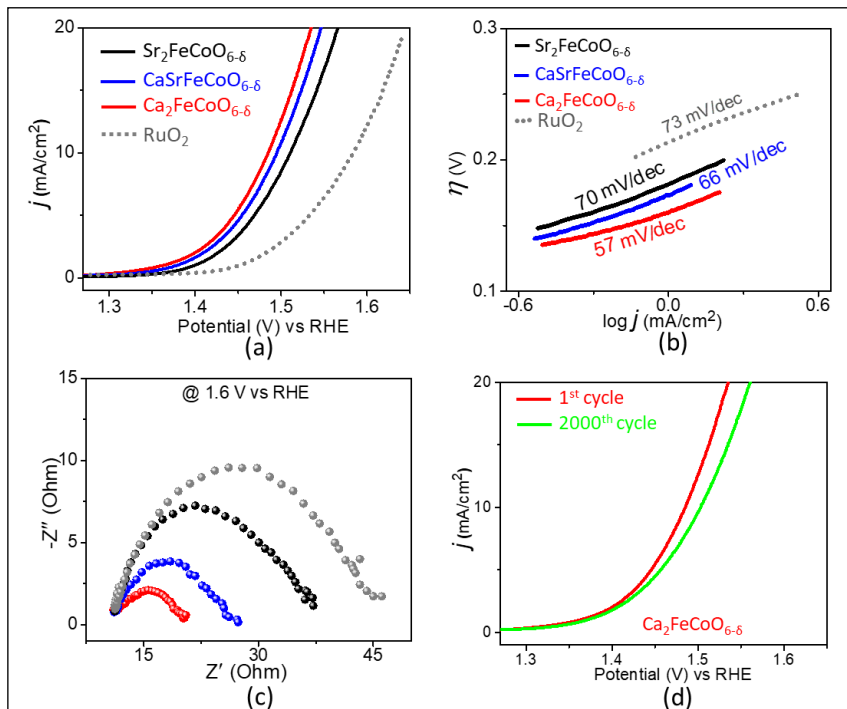 20
10
0
j (mA/cm²)
Sr₂FeCoO₆₋δ
CaSrFeCoO₆₋δ
Ca₂FeCoO₆₋δ
RuO₂
1.3 1.4 1.5 1.6
Potential (V) vs RHE
(a)
0.3
0.2
0.1
η (V)
Sr₂FeCoO₆₋δ
CaSrFeCoO₆₋δ
Ca₂FeCoO₆₋δ
RuO₂
73 mV/dec
70 mV/dec
66 mV/dec
57 mV/dec
-0.6 0.0 0.6
log j (mA/cm²)
(b)
15
10
5
0
-Z″ (Ohm)
@ 1.6 V vs RHE
15 30 45
Z′ (Ohm)
(c)
20
10
0
j (mA/cm²)
1st cycle
2000th cycle
Ca₂FeCoO₆₋δ
1.3 1.4 1.5 1.6
Potential (V) vs RHE
(d)